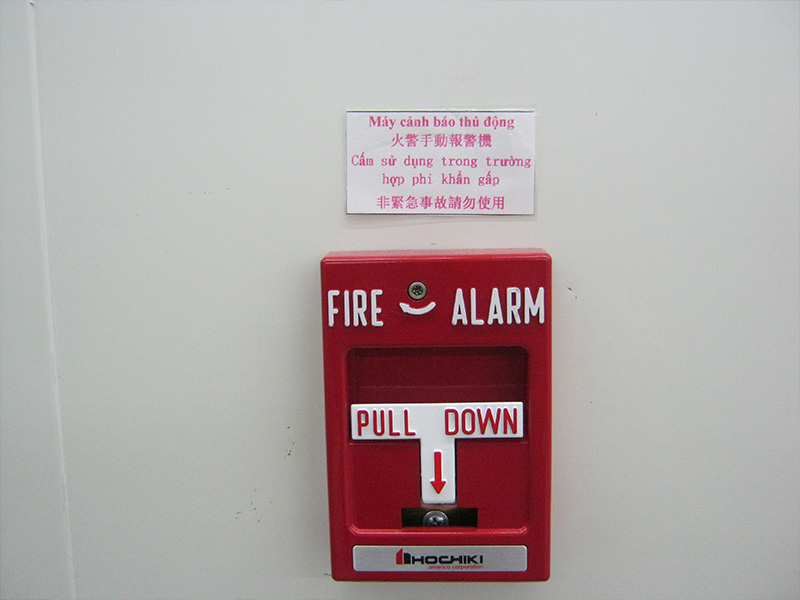 Máy cảnh báo thủ động
火警手動報警機
Cấm sử dụng trong trường
hợp phi khẩn gấp
非緊急事故請勿使用
FIRE ALARM
PULL DOWN
HOCHIKI
america corporation